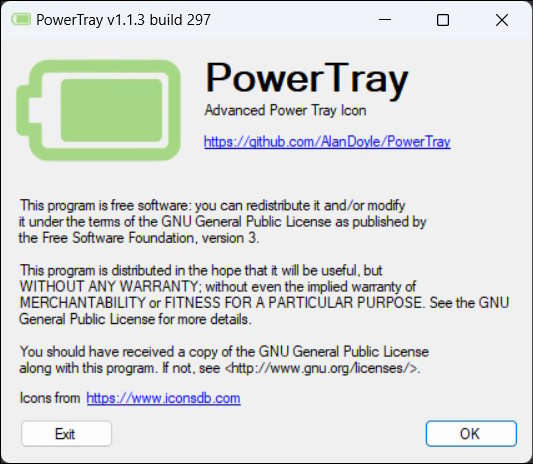 PowerTray v1.1.3 build 297
PowerTray
Advanced Power Tray Icon
https://github.com/AlanDoyle/PowerTray
This program is free software: you can redistribute it and/or modify
it under the terms of the GNU General Public License as published by
the Free Software Foundation, version 3.
This program is distributed in the hope that it will be useful, but
WITHOUT ANY WARRANTY; without even the implied warranty of
MERCHANTABILITY or FITNESS FOR A PARTICULAR PURPOSE. See the GNU
General Public License for more details.
You should have received a copy of the GNU General Public License
along with this program. If not, see <http://www.gnu.org/licenses/>.
Icons from https://www.iconsdb.com
Exit
OK